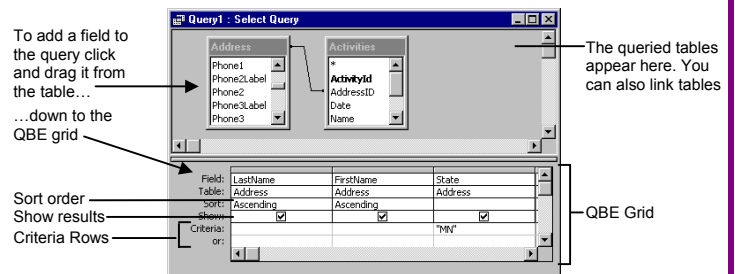 Query1 : Select Query
To add a field to
the query click
and drag it from
the table…
…down to the
QBE grid
Address
Phone1
Phone2Label
Phone2
Phone3Label
Phone3
Activities
*
ActivityId
AddressID
Date
Name
The queried tables
appear here. You
can also link tables
Field: LastName FirstName State
Table: Address Address Address
Sort: Ascending Ascending
Show:
Criteria: "MN"
or:
Sort order
Show results
Criteria Rows
QBE Grid